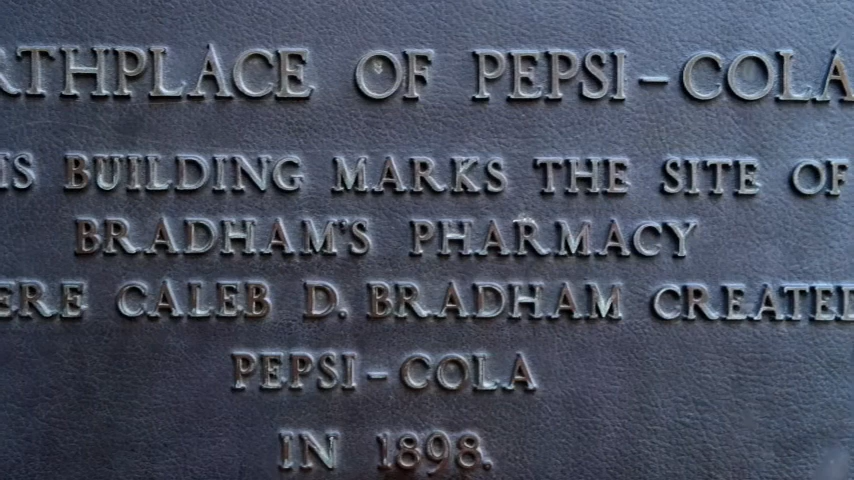 RTHPLACE OF PEPSI-COLA
IS BUILDING MARKS THE SITE OF
BRADHAM'S PHARMACY
ERE CALEB D. BRADHAM CREATED
PEPSI-COLA
IN 1898.